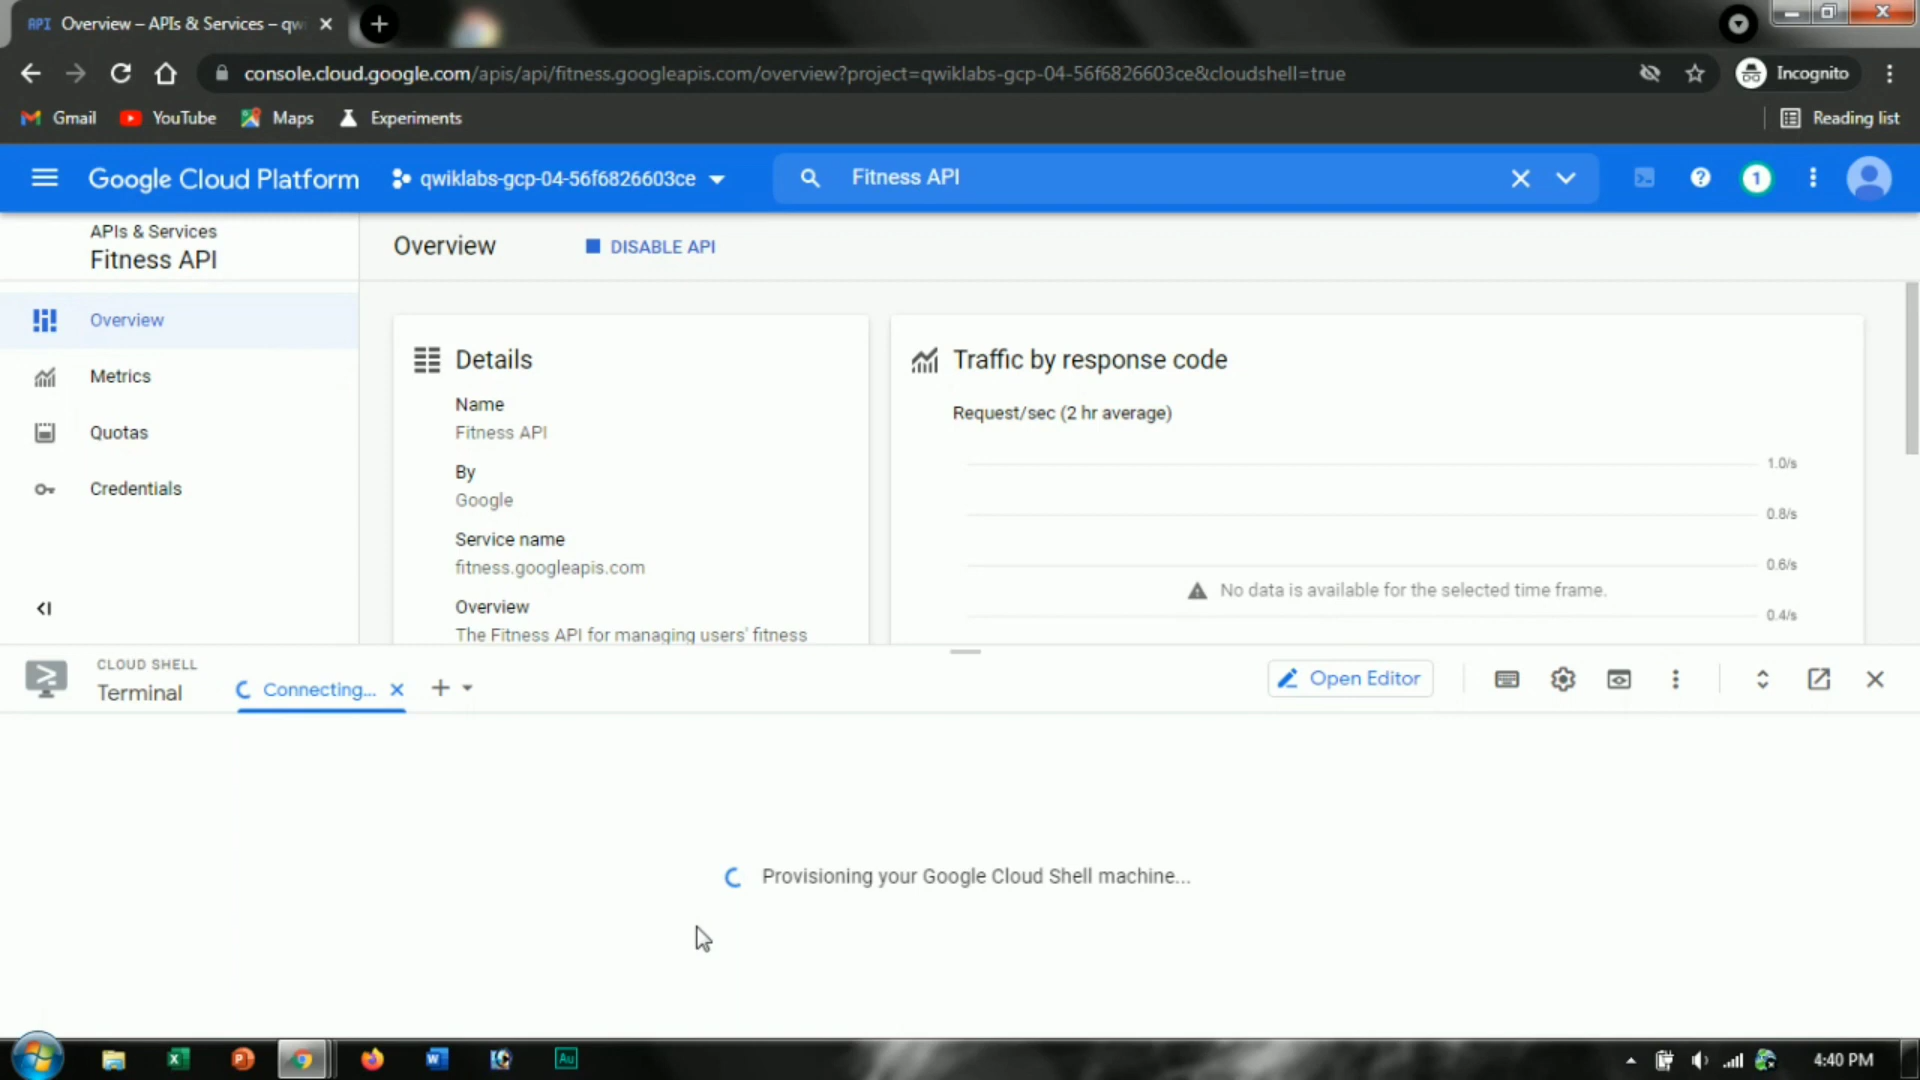 API Overview – APIs & Services – qw
console.cloud.google.com/apis/api/fitness.googleapis.com/overview?project=qwiklabs-gcp-04-56f6826603ce&cloudshell=true
Incognito
Gmail YouTube Maps Experiments
Reading list
Google Cloud Platform
qwiklabs-gcp-04-56f6826603ce
Fitness API
1
APIs & Services
Fitness API
Overview
DISABLE API
Overview
Metrics
Quotas
Credentials
Details
Name
Fitness API
By
Google
Service name
fitness.googleapis.com
Overview
The Fitness API for managing users' fitness
Traffic by response code
Request/sec (2 hr average)
1.0/s
0.8/s
0.6/s
No data is available for the selected time frame.
0.4/s
CLOUD SHELL
Terminal
Connecting...
Open Editor
Provisioning your Google Cloud Shell machine...
Au
4:40 PM